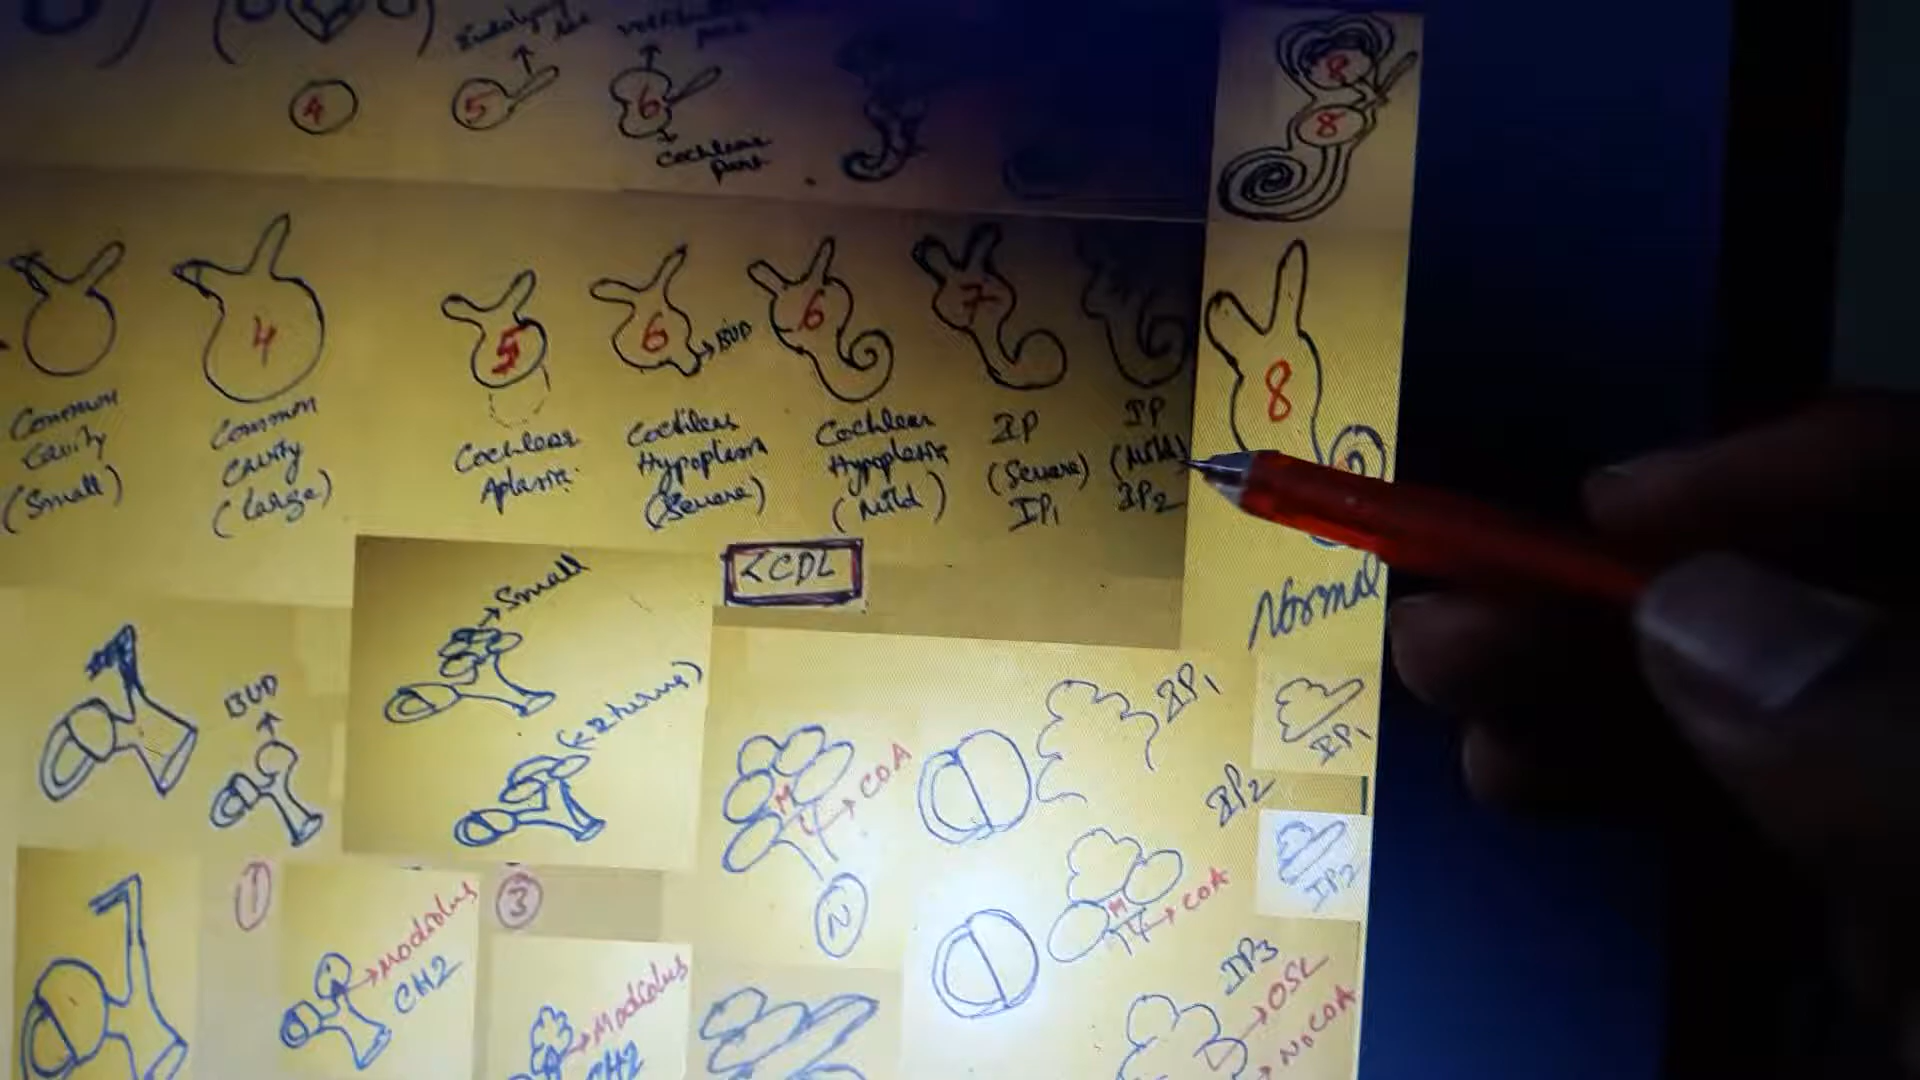 8
4
5
6
8
Cochlear
Part
4
5
6
6
7
8
BUD
Common
Cavity
(Small)
Common
Cavity
(Large)
Cochlear
Aplasia
Cochlear
Hypoplasia
(Severe)
Cochlear
Hypoplasia
(Mild)
IP
(Severe)
IP1
IP
(Mild)
IP2
Normal
<CDL
Small
BUD
(<2turns)
M
COA
N
IP1
IP1
IP2
IP2
M
COA
1
3
Modiolus
CH2
Modiolus
CH2
IP3
OSL
NO COA